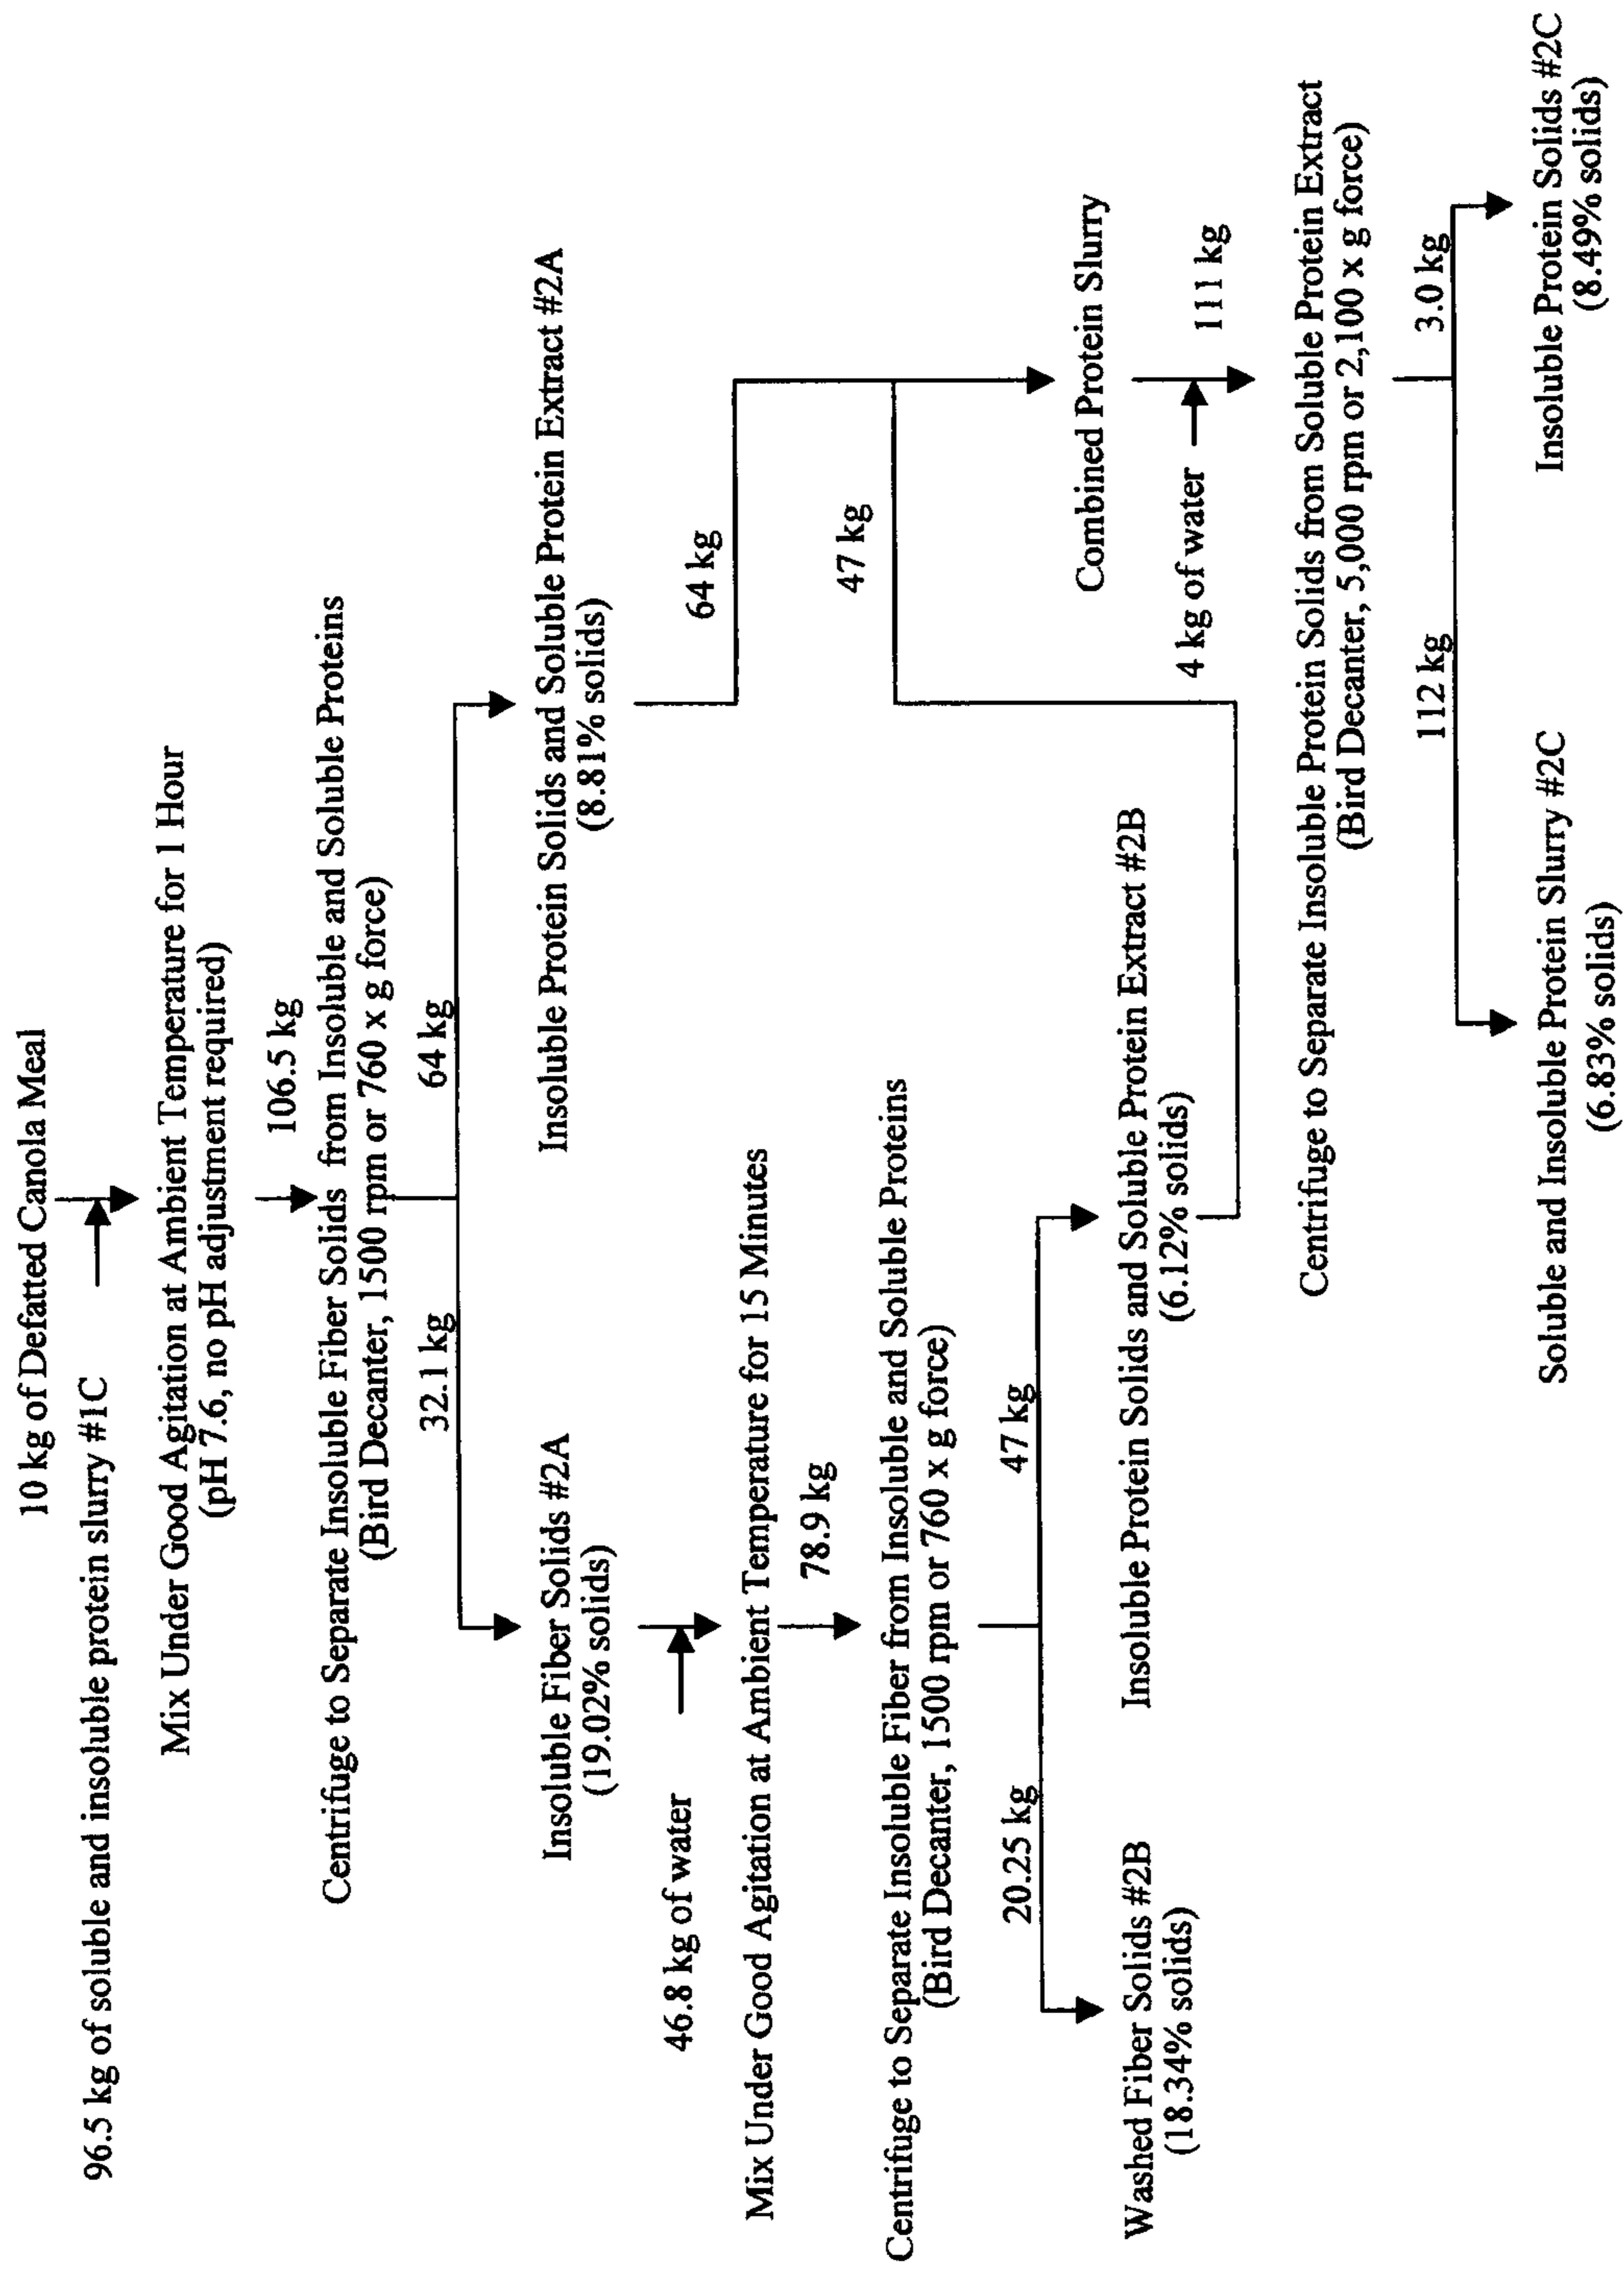 10 kg of Defatted Canola Meal
96.5 kg of soluble and insoluble protein slurry #1C
Mix Under Good Agitation at Ambient Temperature for 1 Hour
(pH 7.6, no pH adjustment required)
106.5 kg
Centrifuge to Separate Insoluble Fiber Solids from Insoluble and Soluble Proteins
(Bird Decanter, 1500 rpm or 760 x g force)
32.1 kg
64 kg
Insoluble Fiber Solids #2A
(19.02% solids)
Insoluble Protein Solids and Soluble Protein Extract #2A
(8.81% solids)
46.8 kg of water
64 kg
Mix Under Good Agitation at Ambient Temperature for 15 Minutes
78.9 kg
47 kg
Centrifuge to Separate Insoluble Fiber from Insoluble and Soluble Proteins
(Bird Decanter, 1500 rpm or 760 x g force)
20.25 kg
47 kg
Combined Protein Slurry
Washed Fiber Solids #2B
(18.34% solids)
Insoluble Protein Solids and Soluble Protein Extract #2B
(6.12% solids)
4 kg of water
111 kg
Centrifuge to Separate Insoluble Protein Solids from Soluble Protein Extract
(Bird Decanter, 5,000 rpm or 2,100 x g force)
112 kg
3.0 kg
Soluble and Insoluble Protein Slurry #2C
(6.83% solids)
Insoluble Protein Solids #2C
(8.49% solids)